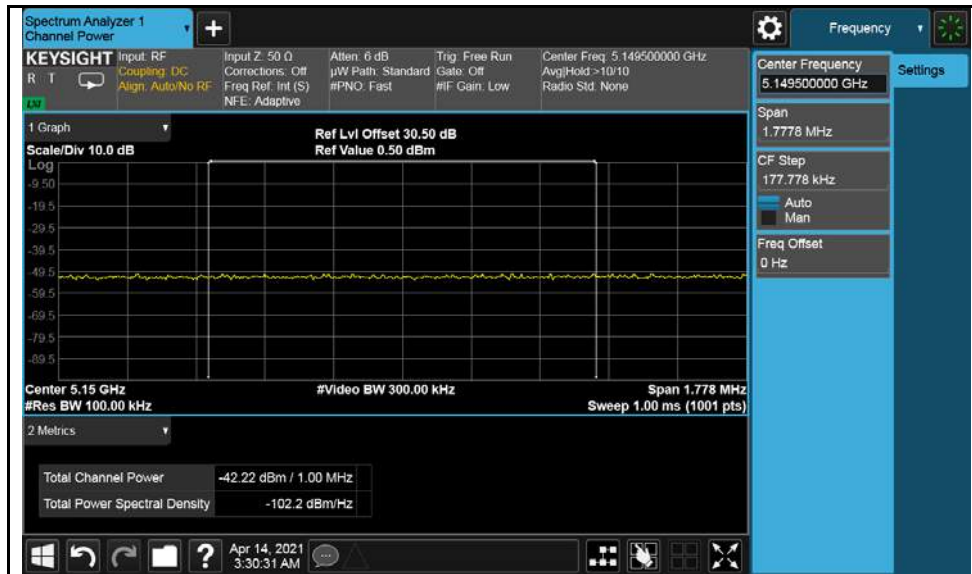 Spectrum Analyzer 1
Channel Power
+
Frequency
KEYSIGHT
R T
LXI
Input: RF
Coupling: DC
Align: Auto/No RF
Input Z: 50 Ω
Corrections: Off
Freq Ref: Int (S)
NFE: Adaptive
Atten: 6 dB
µW Path: Standard
#PNO: Fast
Trig: Free Run
Gate: Off
#IF Gain: Low
Center Freq: 5.149500000 GHz
Avg|Hold:>10/10
Radio Std: None
Center Frequency
5.149500000 GHz
Settings
Span
1.7778 MHz
CF Step
177.778 kHz
Auto
Man
Freq Offset
0 Hz
1 Graph
Scale/Div 10.0 dB
Ref Lvl Offset 30.50 dB
Ref Value 0.50 dBm
Log
-9.50
-19.5
-29.5
-39.5
-49.5
-59.5
-69.5
-79.5
-89.5
Center 5.15 GHz
#Video BW 300.00 kHz
Span 1.778 MHz
#Res BW 100.00 kHz
Sweep 1.00 ms (1001 pts)
2 Metrics
Total Channel Power -42.22 dBm / 1.00 MHz
Total Power Spectral Density -102.2 dBm/Hz
?
Apr 14, 2021
3:30:31 AM